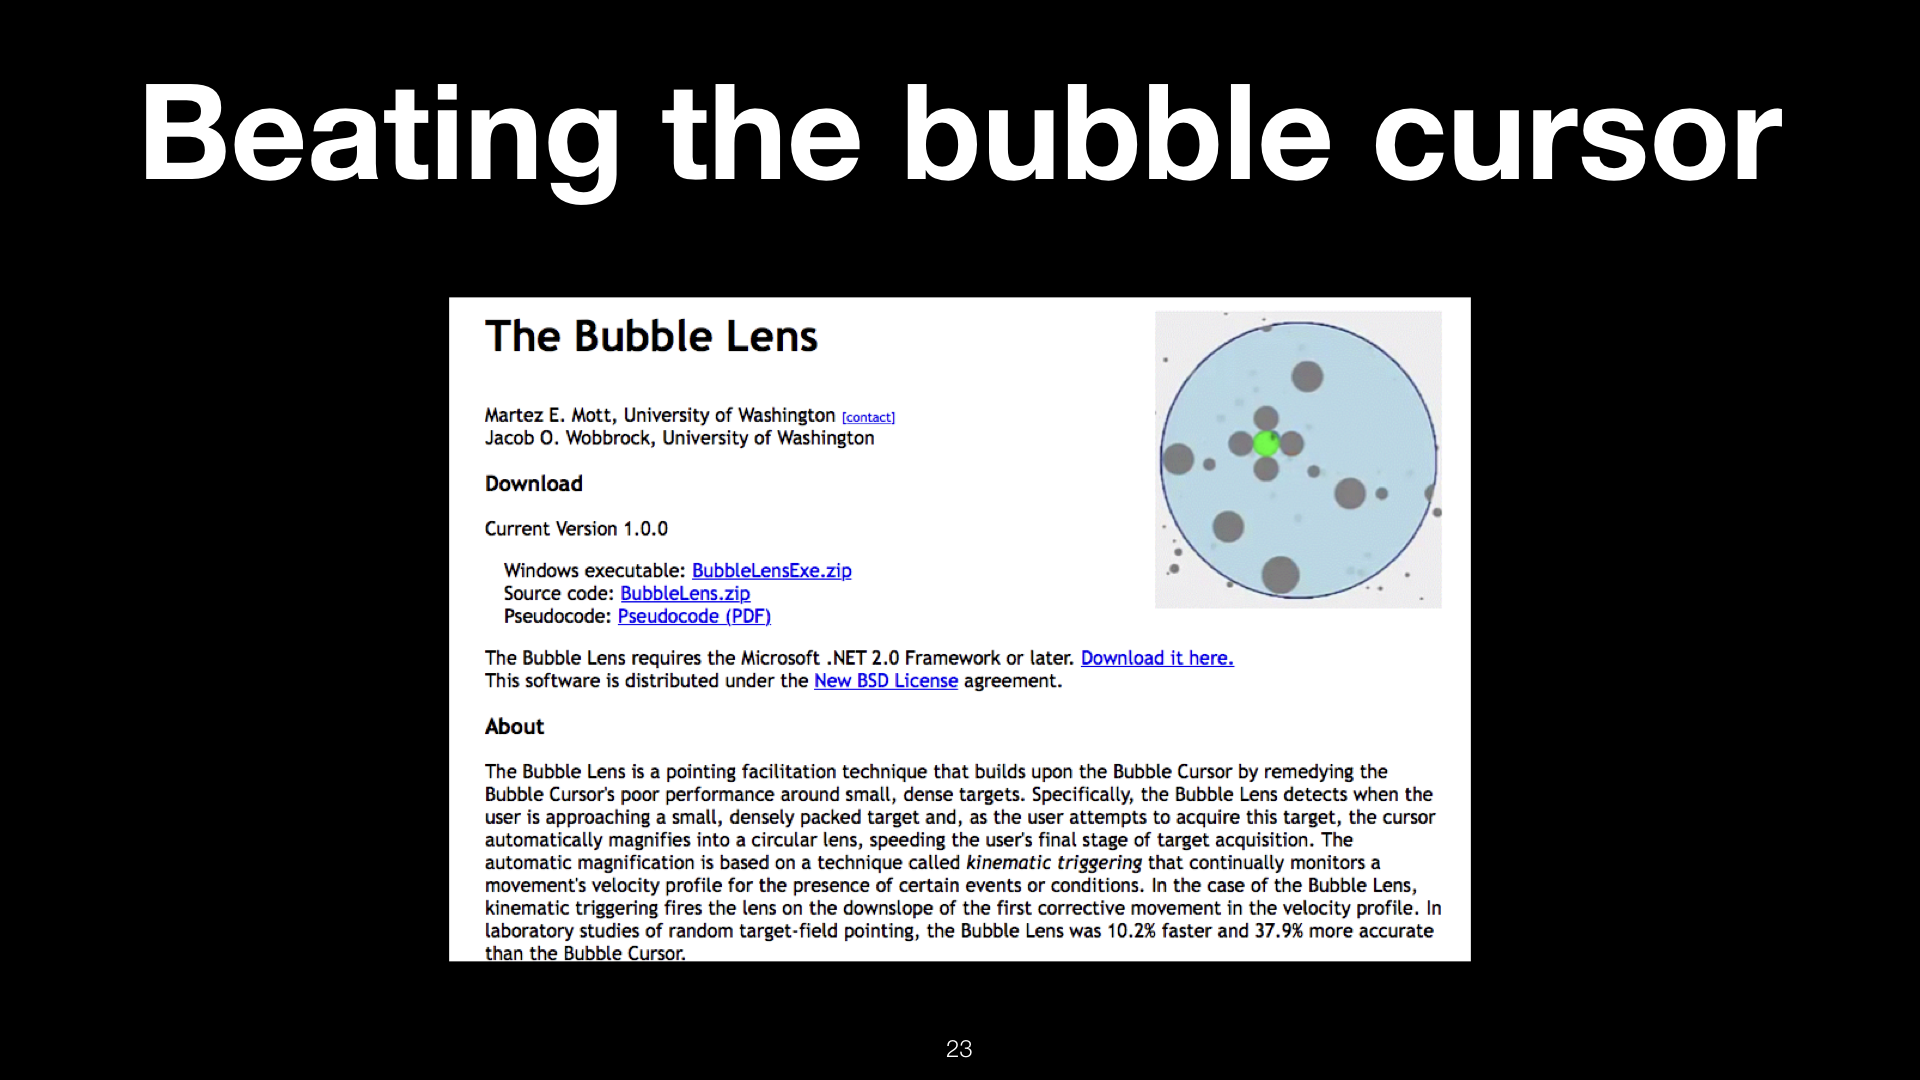 Beating the bubble cursor
The Bubble Lens
Martez E. Mott, University of Washington [contact]
Jacob O. Wobbrock, University of Washington
Download
Current Version 1.0.0
Windows executable: BubbleLensExe.zip
Source code: BubbleLens.zip
Pseudocode: Pseudocode (PDF)
The Bubble Lens requires the Microsoft .NET 2.0 Framework or later. Download it here.
This software is distributed under the New BSD License agreement.
About
The Bubble Lens is a pointing facilitation technique that builds upon the Bubble Cursor by remedying the
Bubble Cursor's poor performance around small, dense targets. Specifically, the Bubble Lens detects when the
user is approaching a small, densely packed target and, as the user attempts to acquire this target, the cursor
automatically magnifies into a circular lens, speeding the user's final stage of target acquisition. The
automatic magnification is based on a technique called kinematic triggering that continually monitors a
movement's velocity profile for the presence of certain events or conditions. In the case of the Bubble Lens,
kinematic triggering fires the lens on the downslope of the first corrective movement in the velocity profile. In
laboratory studies of random target-field pointing, the Bubble Lens was 10.2% faster and 37.9% more accurate
than the Bubble Cursor.
23